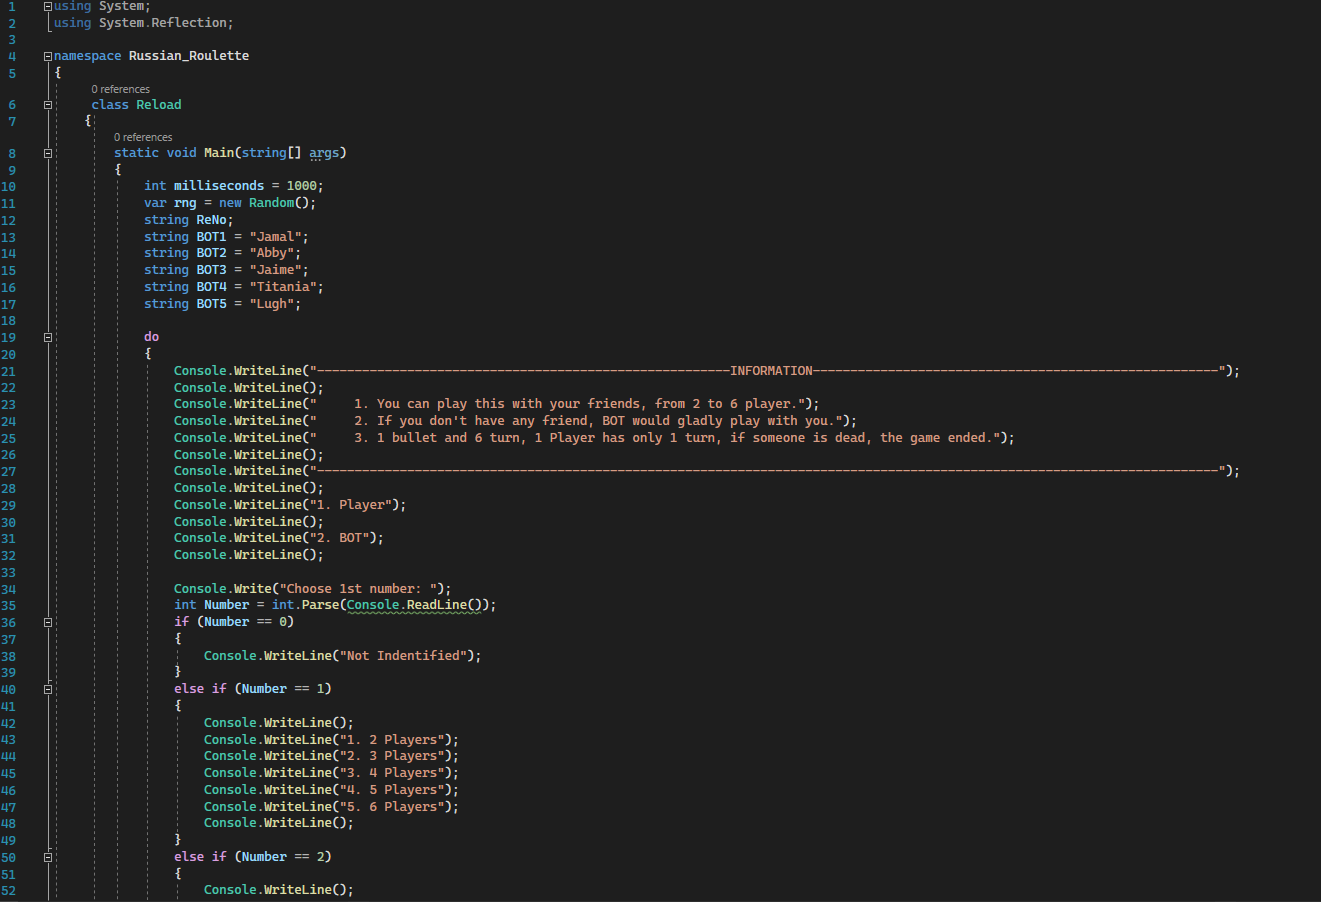 1 using System;
2 using System.Reflection;
3
4 namespace Russian_Roulette
5 {
0 references
6 class Reload
7 {
0 references
8 static void Main(string[] args)
9 {
10 int milliseconds = 1000;
11 var rng = new Random();
12 string ReNo;
13 string BOT1 = "Jamal";
14 string BOT2 = "Abby";
15 string BOT3 = "Jaime";
16 string BOT4 = "Titania";
17 string BOT5 = "Lugh";
18
19 do
20 {
21 Console.WriteLine("-------------------------------------------------------INFORMATION------------------------------------------------------");
22 Console.WriteLine();
23 Console.WriteLine("     1. You can play this with your friends, from 2 to 6 player.");
24 Console.WriteLine("     2. If you don't have any friend, BOT would gladly play with you.");
25 Console.WriteLine("     3. 1 bullet and 6 turn, 1 Player has only 1 turn, if someone is dead, the game ended.");
26 Console.WriteLine();
27 Console.WriteLine("------------------------------------------------------------------------------------------------------------------------");
28 Console.WriteLine();
29 Console.WriteLine("1. Player");
30 Console.WriteLine();
31 Console.WriteLine("2. BOT");
32 Console.WriteLine();
33
34 Console.Write("Choose 1st number: ");
35 int Number = int.Parse(Console.ReadLine());
36 if (Number == 0)
37 {
38 Console.WriteLine("Not Indentified");
39 }
40 else if (Number == 1)
41 {
42 Console.WriteLine();
43 Console.WriteLine("1. 2 Players");
44 Console.WriteLine("2. 3 Players");
45 Console.WriteLine("3. 4 Players");
46 Console.WriteLine("4. 5 Players");
47 Console.WriteLine("5. 6 Players");
48 Console.WriteLine();
49 }
50 else if (Number == 2)
51 {
52 Console.WriteLine();